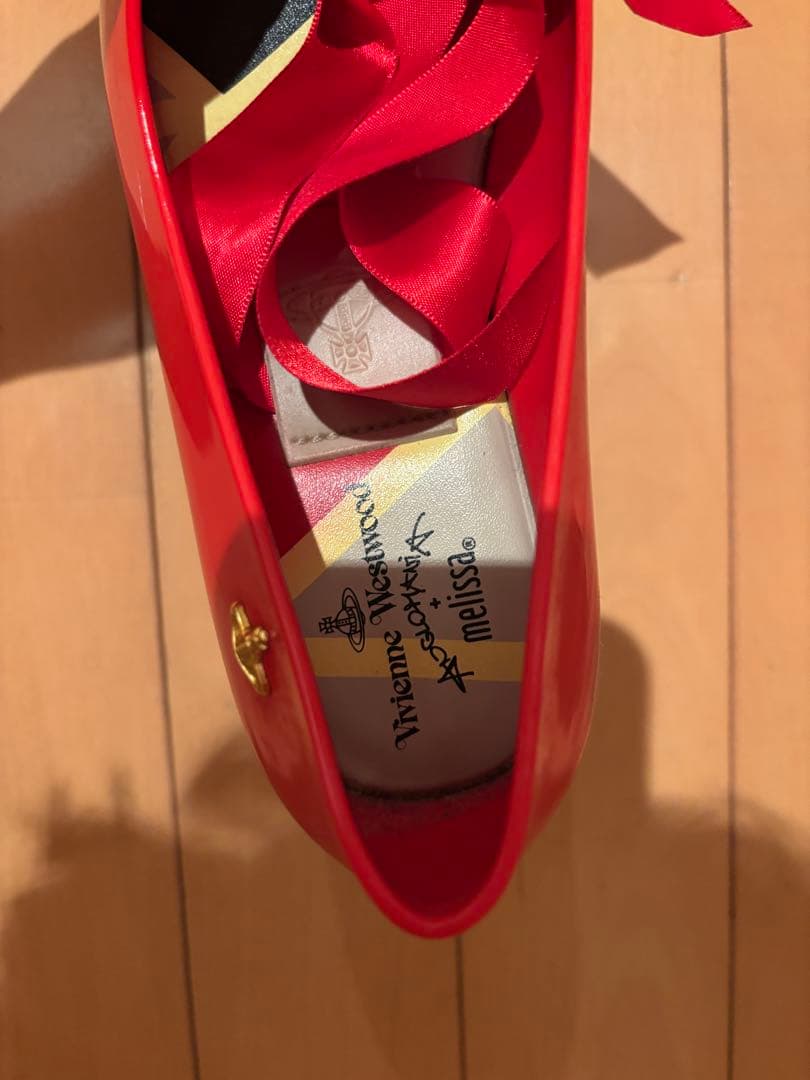 Vivienne Westwood
ANGLOMANIA
+
melissa®